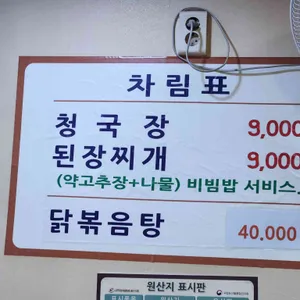 차림표
청국장 9,000
된장찌개 9,000
(약고추장+나물) 비빔밥 서비스
닭볶음탕 40,000
원산지 표시판